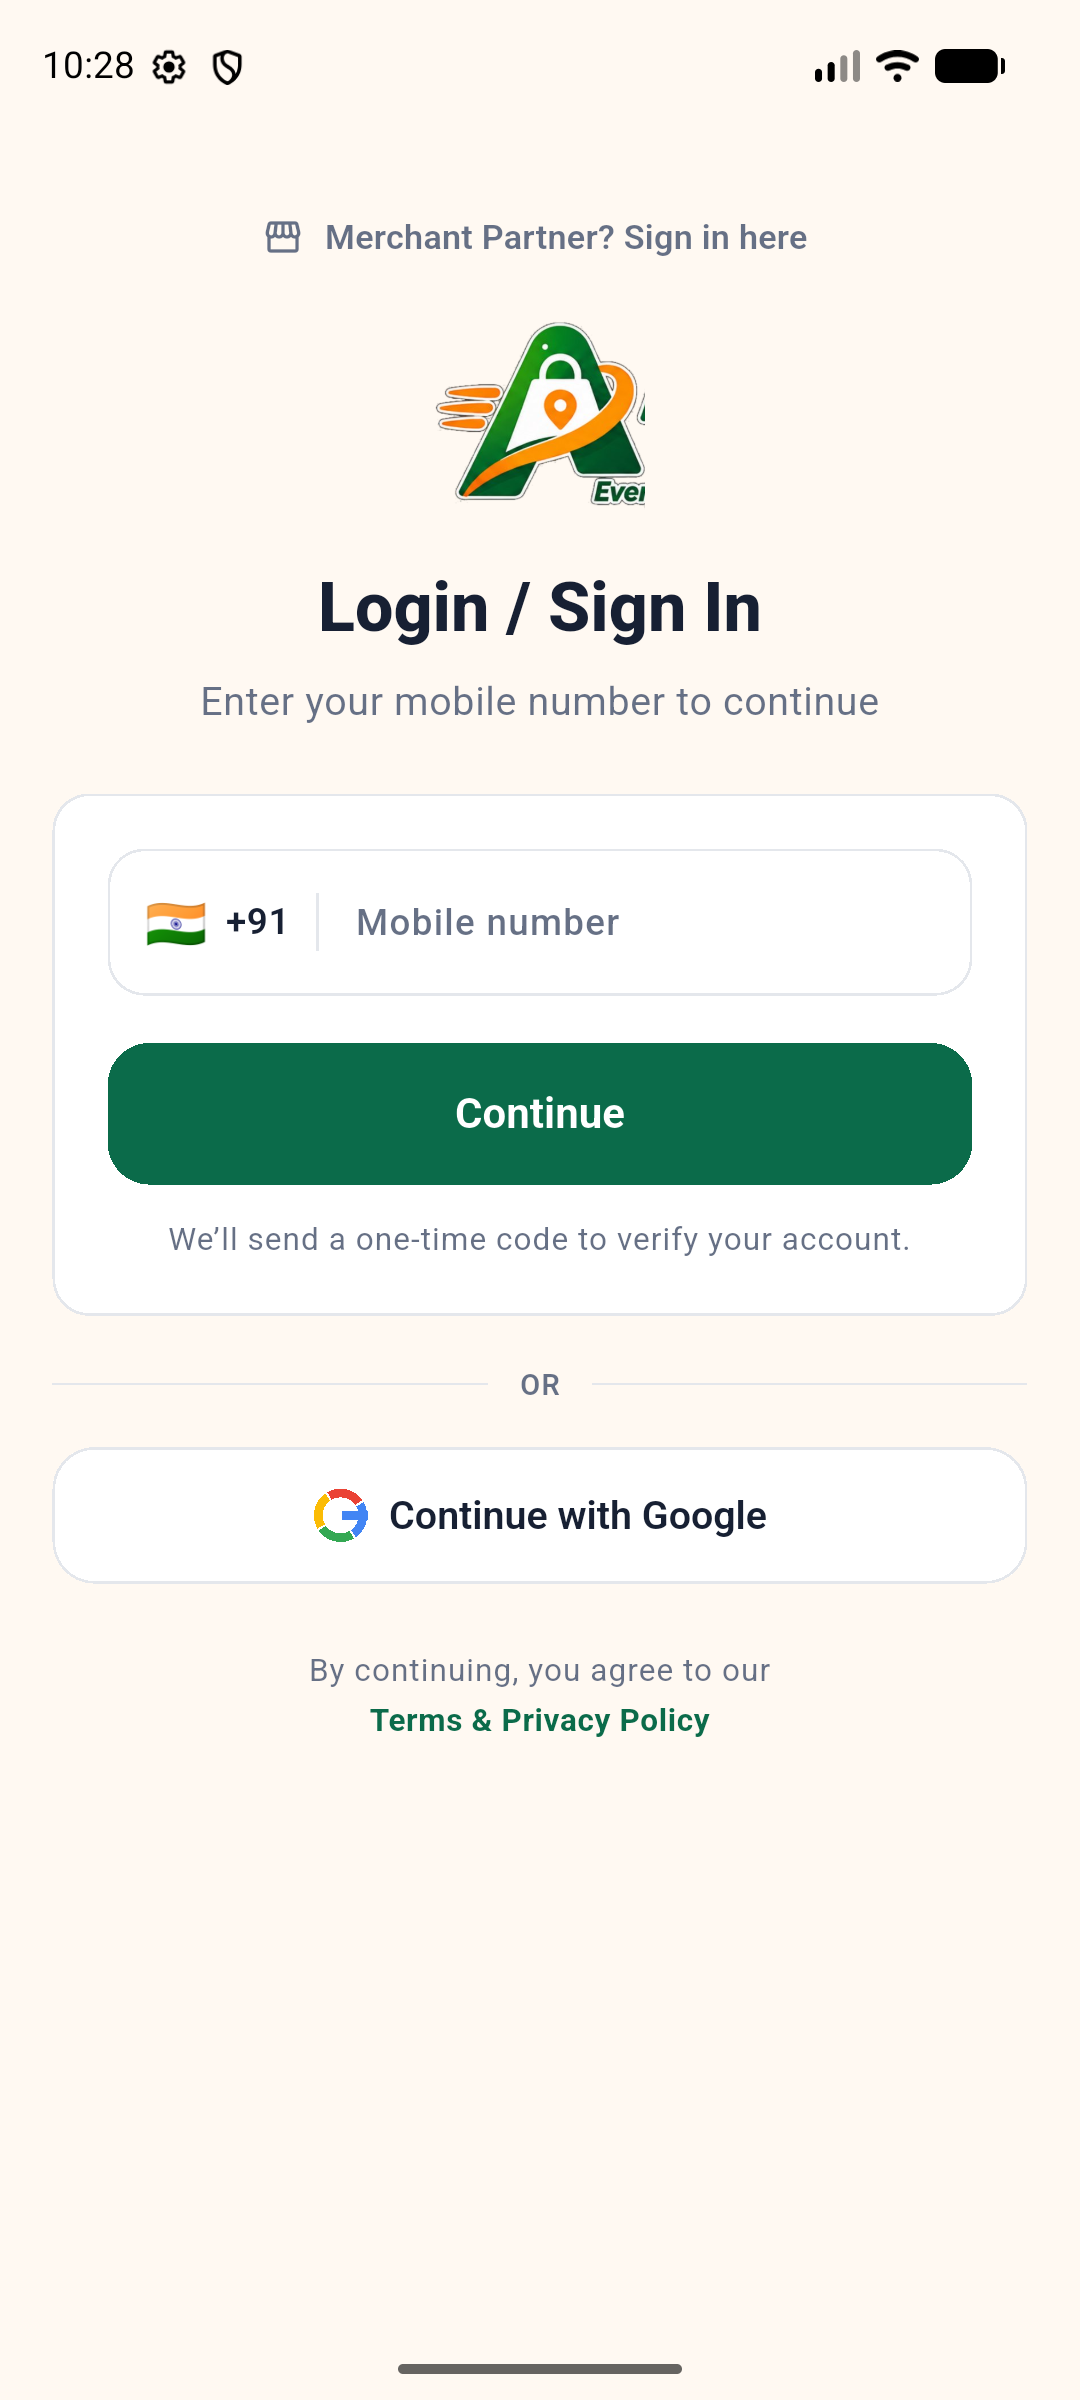 10:28
Merchant Partner? Sign in here
Login / Sign In
Enter your mobile number to continue
+91 Mobile number
Continue
We’ll send a one-time code to verify your account.
OR
Continue with Google
By continuing, you agree to our
Terms & Privacy Policy